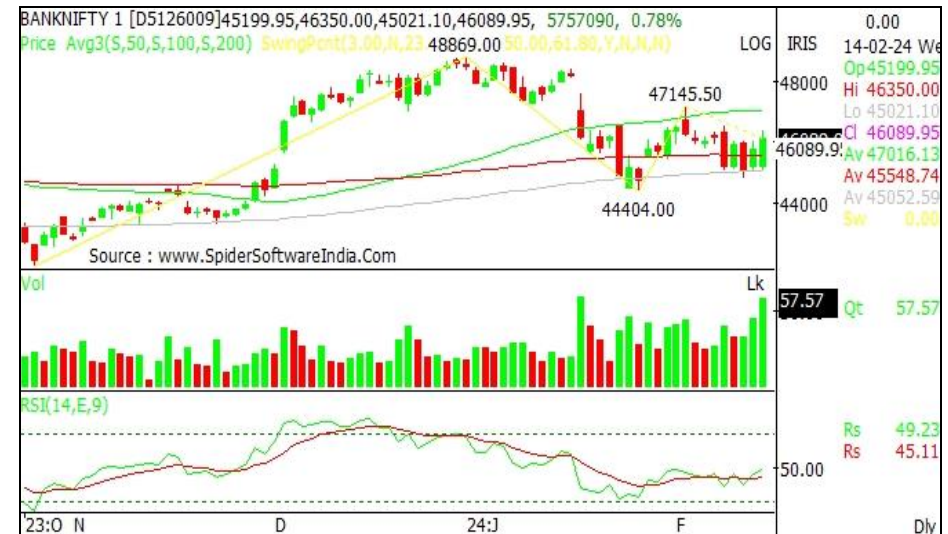 BANKNIFTY 1 [D5126009]45199.95,46350.00,45021.10,46089.95, 5757090, 0.78%
Price Avg3(S,50,S,100,S,200) SwingPcnt(3.00,N,23 50.00,61.80,Y,N,N,N)
48869.00
LOG
IRIS
0.00
14-02-24 We
Op 45199.95
Hi 46350.00
Lo 45021.10
Cl 46089.95
Av 47016.13
Av 45548.74
Av 45052.59
Sw 0.00
48000
47145.50
46089.9
44404.00
44000
Source : www.SpiderSoftwareIndia.Com
Vol
Lk
57.57
Qt 57.57
RSI(14,E,9)
Rs 49.23
Rs 45.11
50.00
'23:O N D 24:J F
Dly